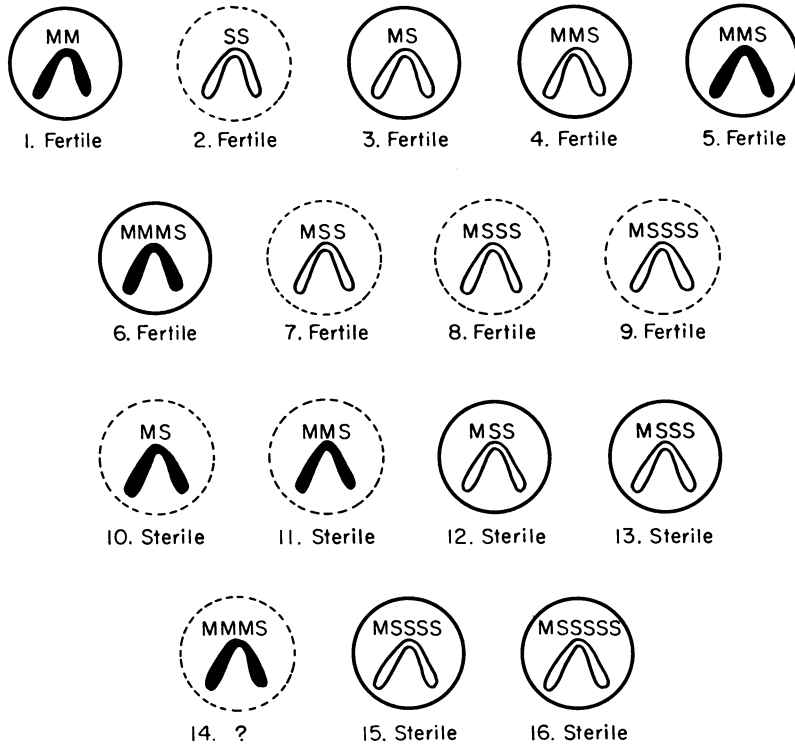 MM SS MS MMS MMS
1. Fertile 2. Fertile 3. Fertile 4. Fertile 5. Fertile
MMMS MSS MSSS MSSSS
6. Fertile 7. Fertile 8. Fertile 9. Fertile
MS MMS MSS MSSS
10. Sterile 11. Sterile 12. Sterile 13. Sterile
MMMS MSSSS MSSSSS
14. ? 15. Sterile 16. Sterile